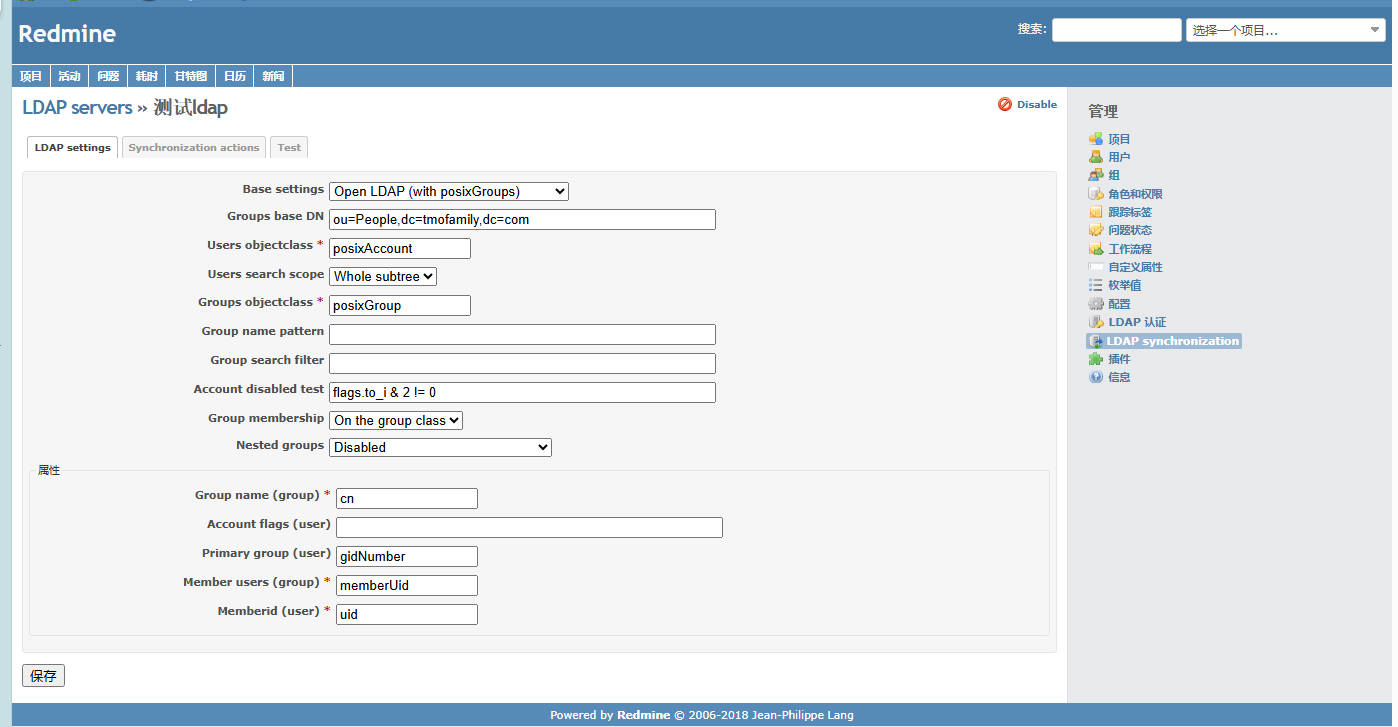 Redmine
搜索:
选择一个项目...
项目 活动 问题 耗时 甘特图 日历 新闻
LDAP servers » 测试ldap
Disable
LDAP settings Synchronization actions Test
Base settings Open LDAP (with posixGroups)
Groups base DN ou=People,dc=tmofamily,dc=com
Users objectclass * posixAccount
Users search scope Whole subtree
Groups objectclass * posixGroup
Group name pattern
Group search filter
Account disabled test flags.to_i & 2 != 0
Group membership On the group class
Nested groups Disabled
属性
Group name (group) * cn
Account flags (user)
Primary group (user) gidNumber
Member users (group) * memberUid
Memberid (user) * uid
保存
管理
项目
用户
组
角色和权限
跟踪标签
问题状态
工作流程
自定义属性
枚举值
配置
LDAP 认证
LDAP synchronization
插件
信息
Powered by Redmine © 2006-2018 Jean-Philippe Lang